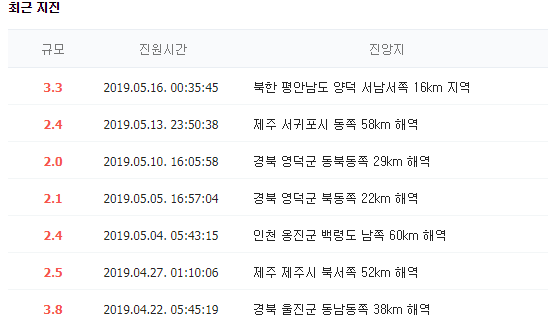 최근 지진
규모 진원시간 진앙지
3.3 2019.05.16. 00:35:45 북한 평안남도 양덕 서남서쪽 16km 지역
2.4 2019.05.13. 23:50:38 제주 서귀포시 동쪽 58km 해역
2.0 2019.05.10. 16:05:58 경북 영덕군 동북동쪽 29km 해역
2.1 2019.05.05. 16:57:04 경북 영덕군 북동쪽 22km 해역
2.4 2019.05.04. 05:43:15 인천 옹진군 백령도 남쪽 60km 해역
2.5 2019.04.27. 01:10:06 제주 제주시 북서쪽 52km 해역
3.8 2019.04.22. 05:45:19 경북 울진군 동남동쪽 38km 해역